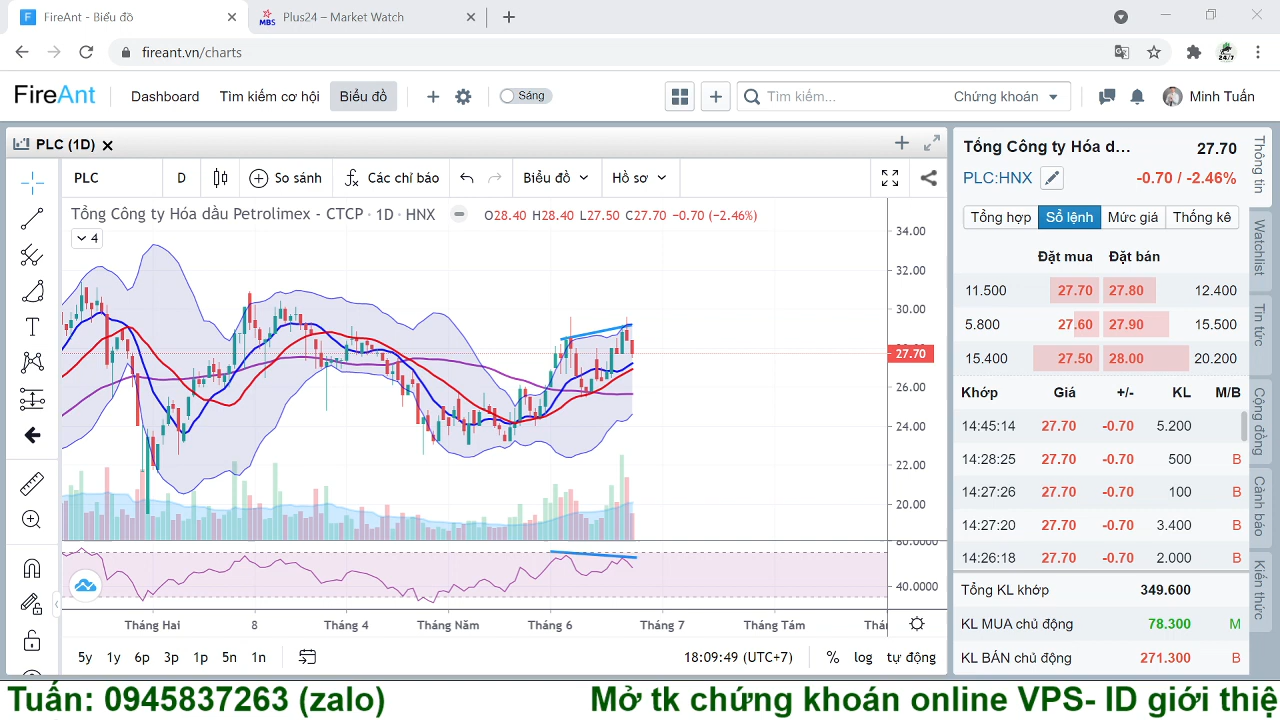 FireAnt - Biểu đồ
MBS Plus24 – Market Watch
fireant.vn/charts
24/7
FireAnt Dashboard Tìm kiếm cơ hội Biểu đồ Sáng Tìm kiếm... Chứng khoán Minh Tuấn
PLC (1D)
PLC D So sánh Các chỉ báo Biểu đồ Hồ sơ
Tổng Công ty Hóa dầu Petrolimex - CTCP · 1D · HNX O28.40 H28.40 L27.50 C27.70 −0.70 (−2.46%)
4
34.00
32.00
30.00
27.70
26.00
24.00
22.00
20.00
40.0000
Tháng Hai 8 Tháng 4 Tháng Năm Tháng 6 Tháng 7 Tháng Tám
5y 1y 6p 3p 1p 5n 1n 18:09:49 (UTC+7) % log tự động
Tổng Công ty Hóa d... 27.70
PLC:HNX -0.70 / -2.46%
Tổng hợp Sổ lệnh Mức giá Thống kê
Đặt mua Đặt bán
11.500 27.70 27.80 12.400
5.800 27.60 27.90 15.500
15.400 27.50 28.00 20.200
Khớp Giá +/- KL M/B
14:45:14 27.70 -0.70 5.200
14:28:25 27.70 -0.70 500 B
14:27:26 27.70 -0.70 100 B
14:27:20 27.70 -0.70 3.400 B
14:26:18 27.70 -0.70 2.000 B
Tổng KL khớp 349.600
KL MUA chủ động 78.300 M
KL BÁN chủ động 271.300 B
Thông tin
Watchlist
Tin tức
Cộng đồng
Cảnh báo
Kiến thức
Tuấn: 0945837263 (zalo) Mở tk chứng khoán online VPS- ID giới thiệ